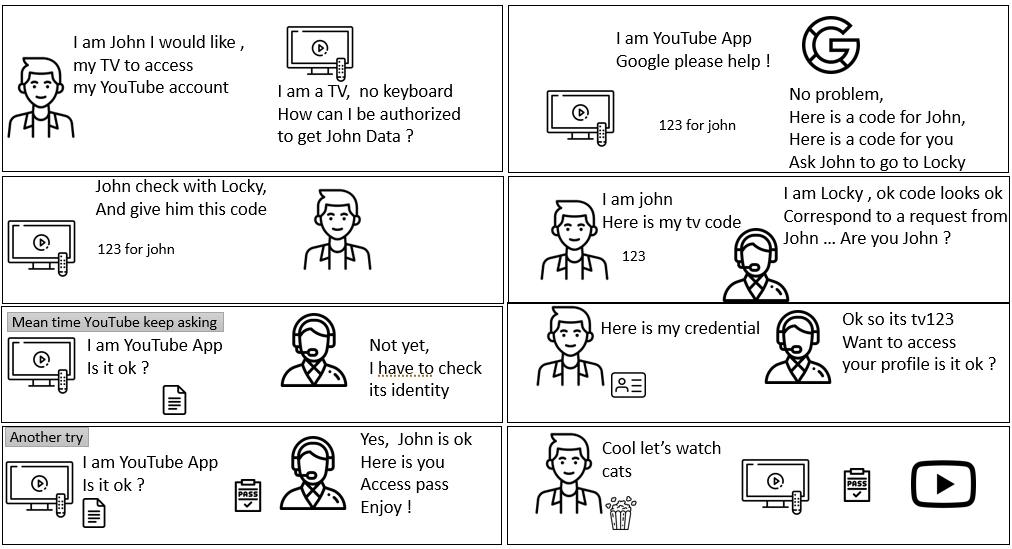 I am John I would like ,
my TV to access
my YouTube account
I am a TV,  no keyboard
How can I be authorized
to get John Data ?
I am YouTube App
Google please help !
123 for john
No problem,
Here is a code for John,
Here is a code for you
Ask John to go to Locky
John check with Locky,
And give him this code
123 for john
I am john
Here is my tv code
123
I am Locky , ok code looks ok
Correspond to a request from
John ... Are you John ?
Mean time YouTube keep asking
I am YouTube App
Is it ok ?
Not yet,
I have to check
its identity
Here is my credential
Ok so its tv123
Want to access
your profile is it ok ?
Another try
I am YouTube App
Is it ok ?
PASS
Yes,  John is ok
Here is you
Access pass
Enjoy !
Cool let's watch
cats
PASS